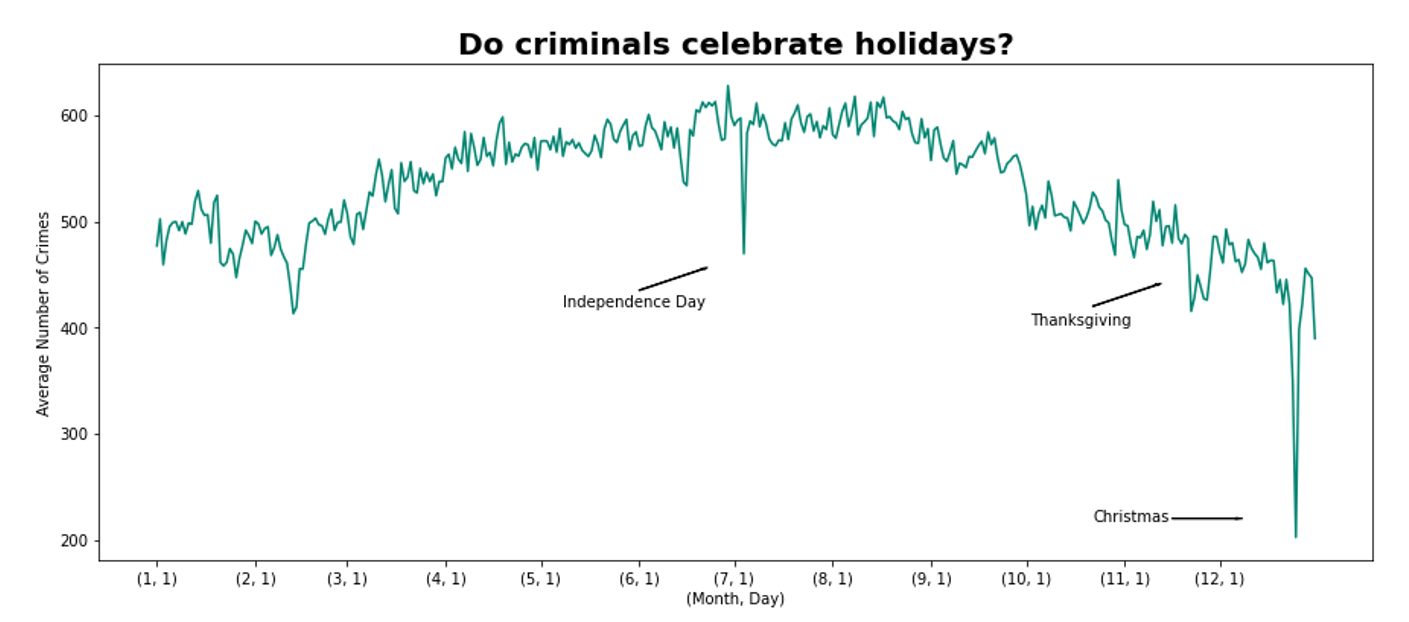 Do criminals celebrate holidays?
600
500
400
300
200
Average Number of Crimes
Independence Day
Thanksgiving
Christmas
(1, 1) (2, 1) (3, 1) (4, 1) (5, 1) (6, 1) (7, 1) (8, 1) (9, 1) (10, 1) (11, 1) (12, 1)
(Month, Day)